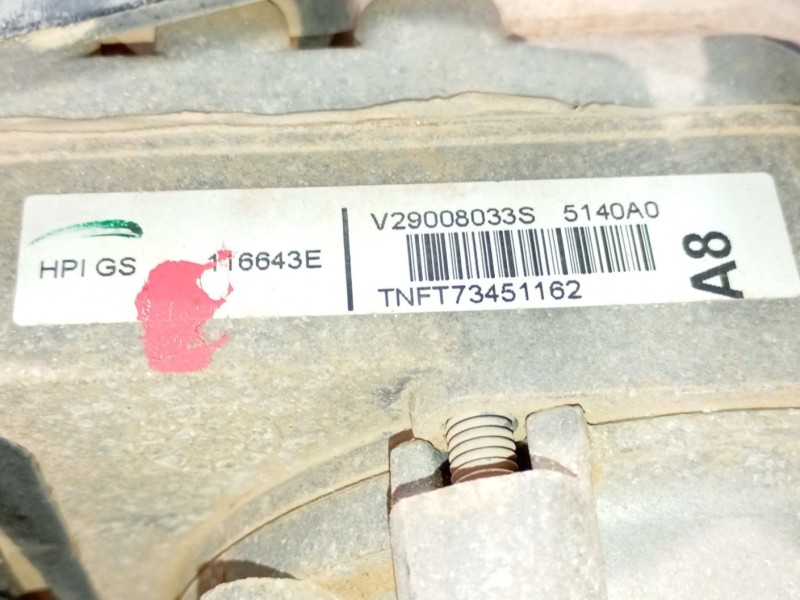 HPI GS 116643E
V29008033S 5140A0
TNFT73451162
A8